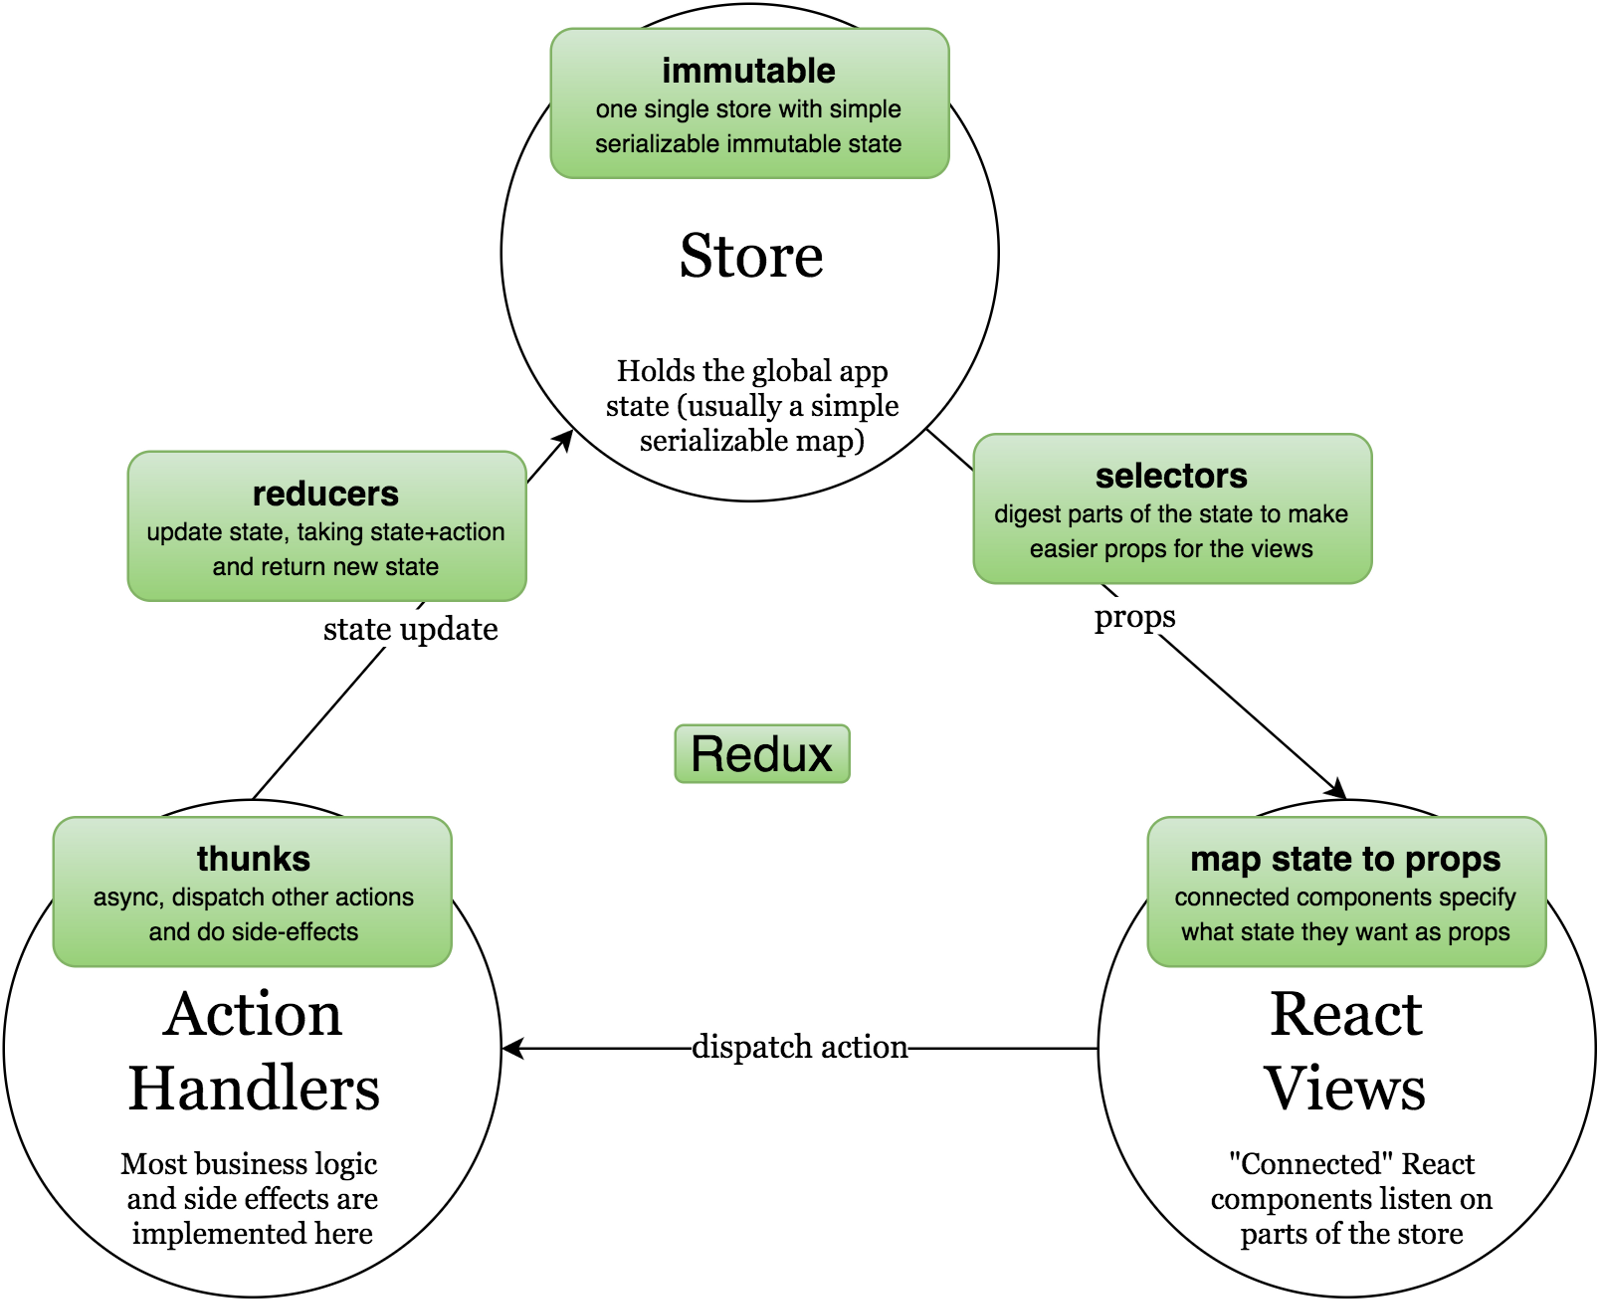 immutable
one single store with simple
serializable immutable state
Store
Holds the global app
state (usually a simple
serializable map)
reducers
update state, taking state+action
and return new state
state update
selectors
digest parts of the state to make
easier props for the views
props
Redux
thunks
async, dispatch other actions
and do side-effects
Action
Handlers
Most business logic
and side effects are
implemented here
dispatch action
map state to props
connected components specify
what state they want as props
React
Views
"Connected" React
components listen on
parts of the store